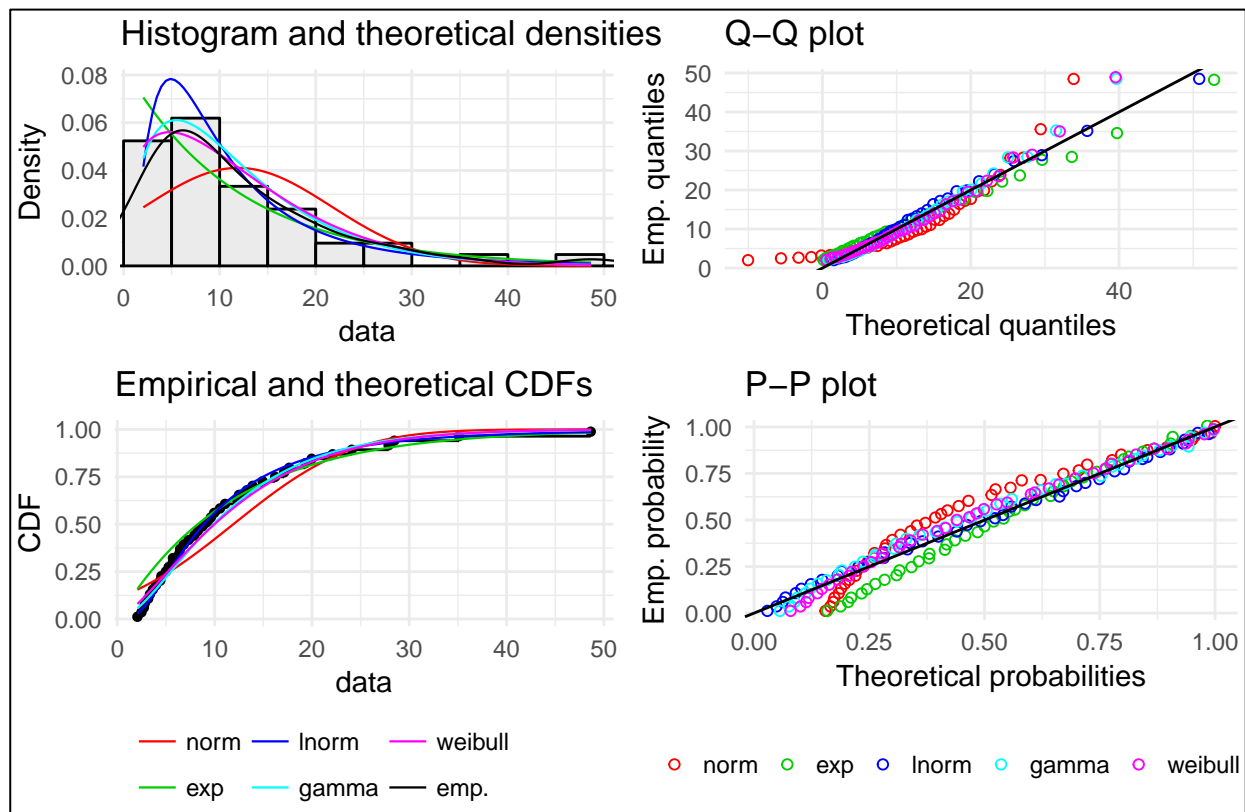 Histogram and theoretical densities
0.08
0.06
0.04
0.02
0.00
Density
0 10 20 30 40 50
data
Q−Q plot
50
40
30
20
10
0
Emp. quantiles
0 20 40
Theoretical quantiles
Empirical and theoretical CDFs
1.00
0.75
0.50
0.25
0.00
CDF
0 10 20 30 40 50
data
P−P plot
1.00
0.75
0.50
0.25
0.00
Emp. probability
0.00 0.25 0.50 0.75 1.00
Theoretical probabilities
norm lnorm weibull
exp gamma emp.
norm exp lnorm gamma weibull